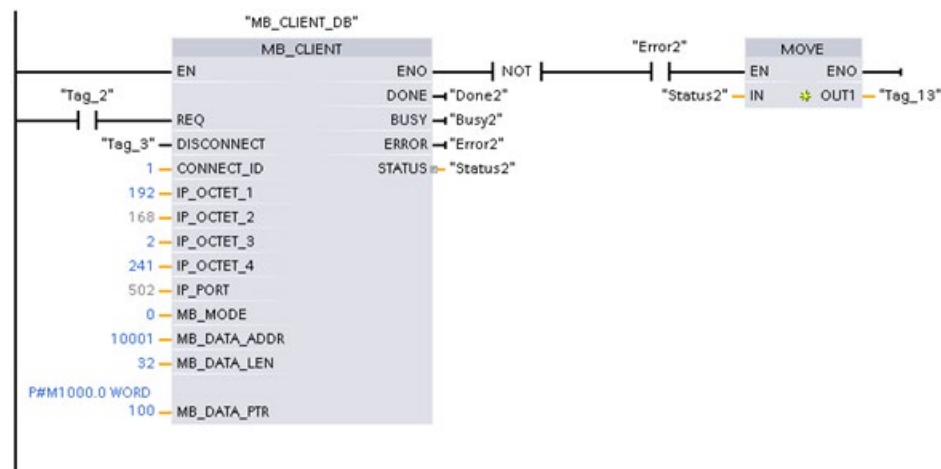 "MB_CLIENT_DB"
MB_CLIENT
"Error2"
MOVE
EN
ENO
NOT
EN
ENO
"Tag_2"
DONE
"Done2"
"Status2"
IN
OUT1
"Tag_13"
REQ
BUSY
"Busy2"
"Tag_3"
DISCONNECT
ERROR
"Error2"
1
CONNECT_ID
STATUS
"Status2"
192
IP_OCTET_1
168
IP_OCTET_2
2
IP_OCTET_3
241
IP_OCTET_4
502
IP_PORT
0
MB_MODE
10001
MB_DATA_ADDR
32
MB_DATA_LEN
P#M1000.0 WORD
100
MB_DATA_PTR